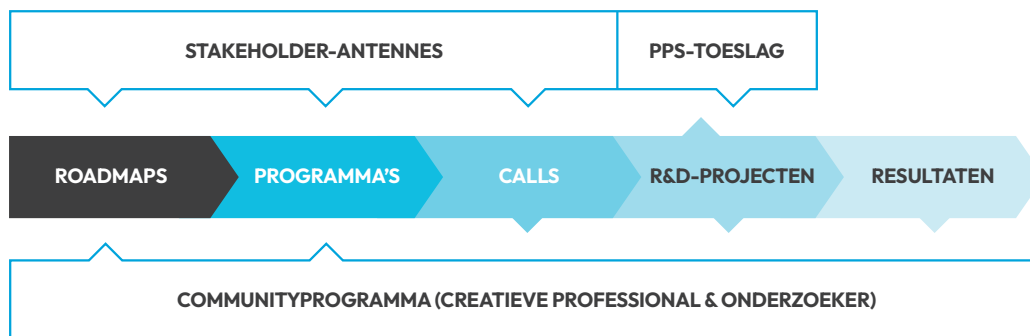 STAKEHOLDER-ANTENNES
PPS-TOESLAG
ROADMAPS
PROGRAMMA'S
CALLS
R&D-PROJECTEN
RESULTATEN
COMMUNITYPROGRAMMA (CREATIEVE PROFESSIONAL & ONDERZOEKER)